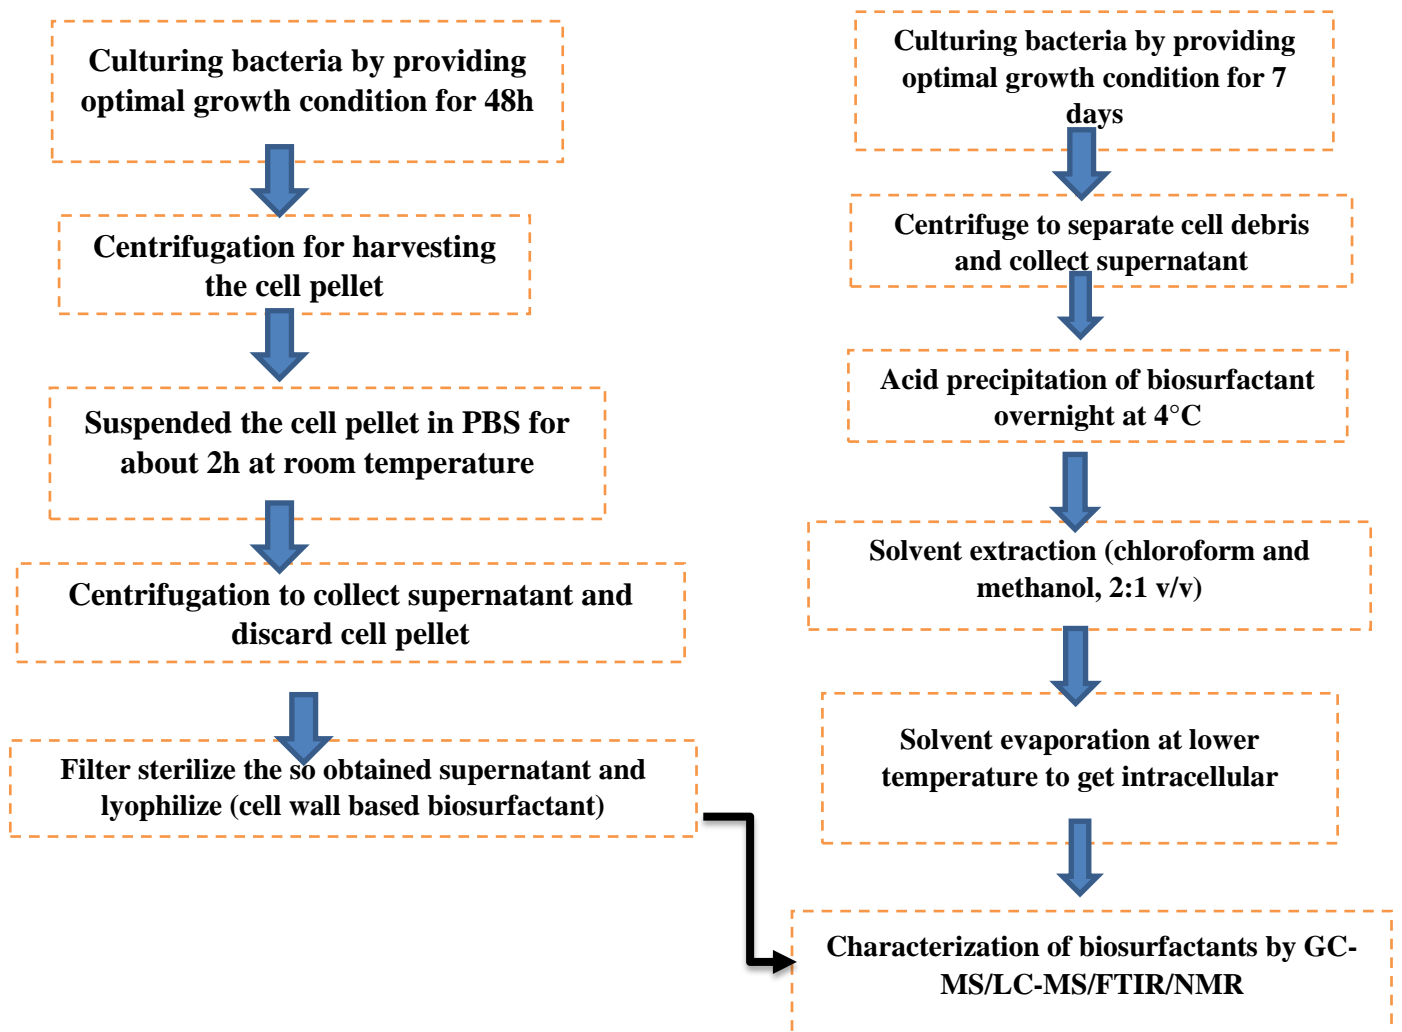 Culturing bacteria by providing
optimal growth condition for 48h
Centrifugation for harvesting
the cell pellet
Suspended the cell pellet in PBS for
about 2h at room temperature
Centrifugation to collect supernatant and
discard cell pellet
Filter sterilize the so obtained supernatant and
lyophilize (cell wall based biosurfactant)
Culturing bacteria by providing
optimal growth condition for 7
days
Centrifuge to separate cell debris
and collect supernatant
Acid precipitation of biosurfactant
overnight at 4°C
Solvent extraction (chloroform and
methanol, 2:1 v/v)
Solvent evaporation at lower
temperature to get intracellular
Characterization of biosurfactants by GC-
MS/LC-MS/FTIR/NMR